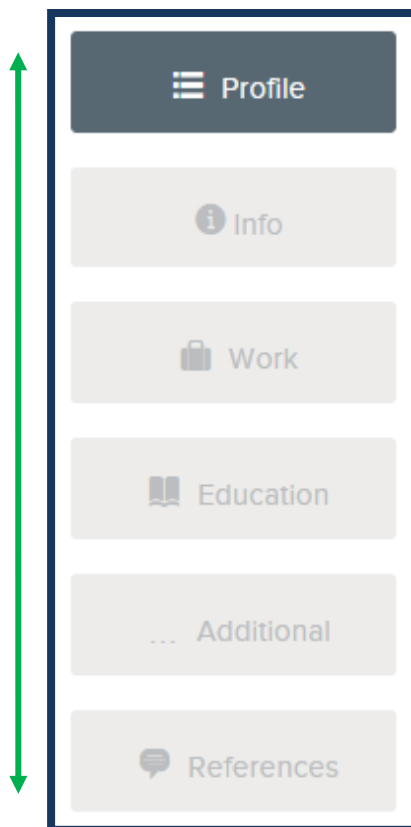 Profile
Info
Work
Education
... Additional
References